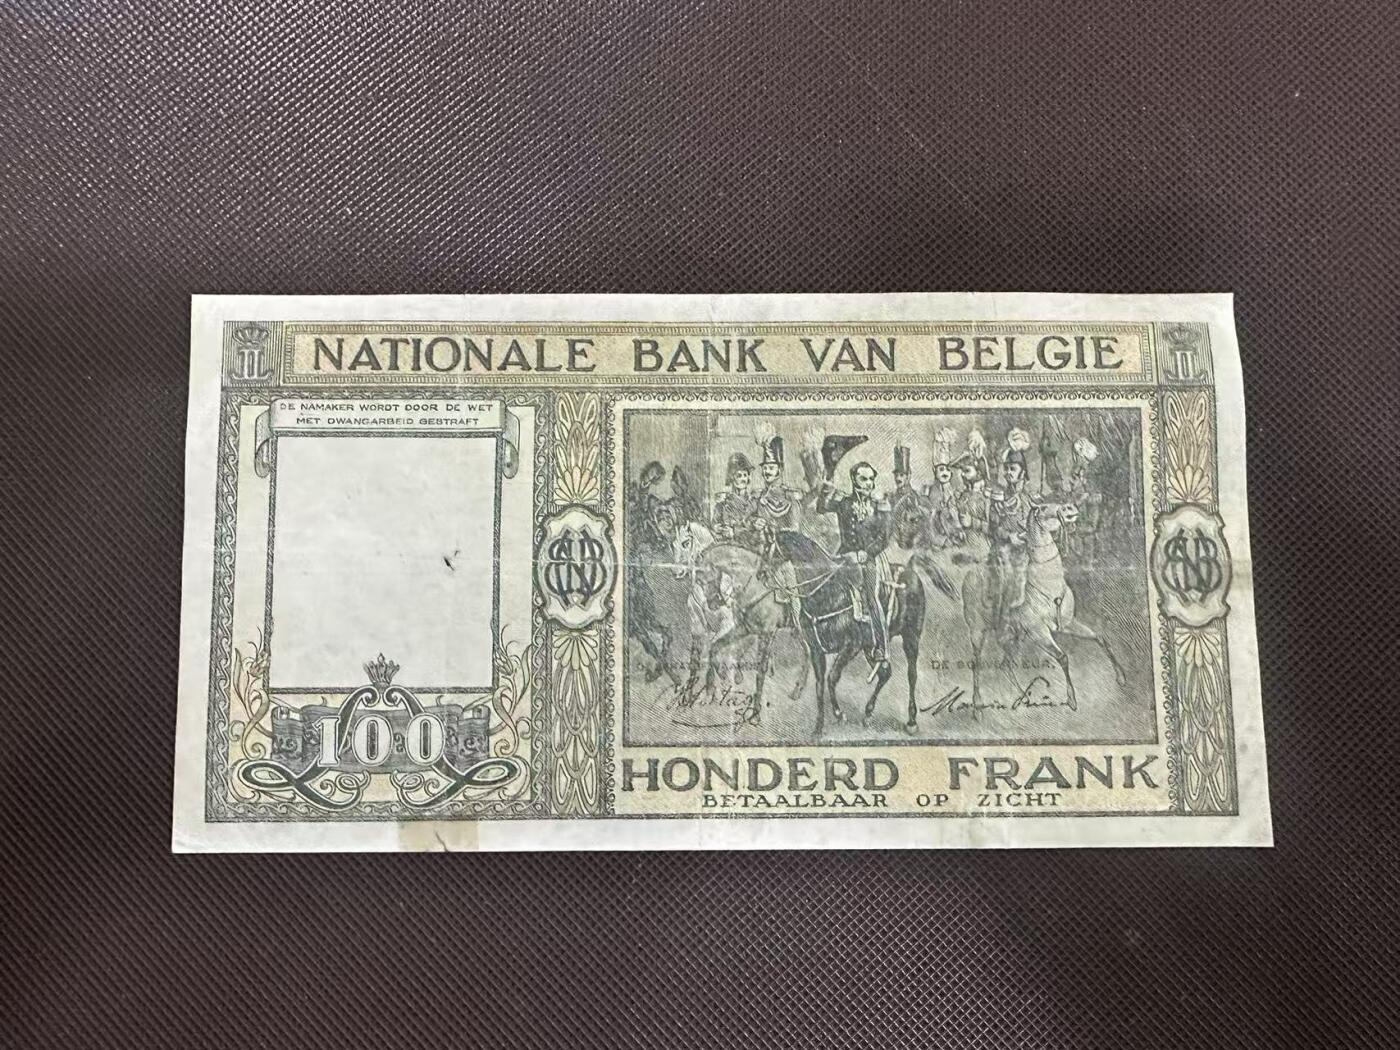 NATIONALE BANK VAN BELGIE
DE NAMAKER WORDT DOOR DE WET
MET DWANGARBEID GESTRAFT
DE GOUVERNEUR.
100
HONDERD FRANK
BETAALBAAR OP ZICHT